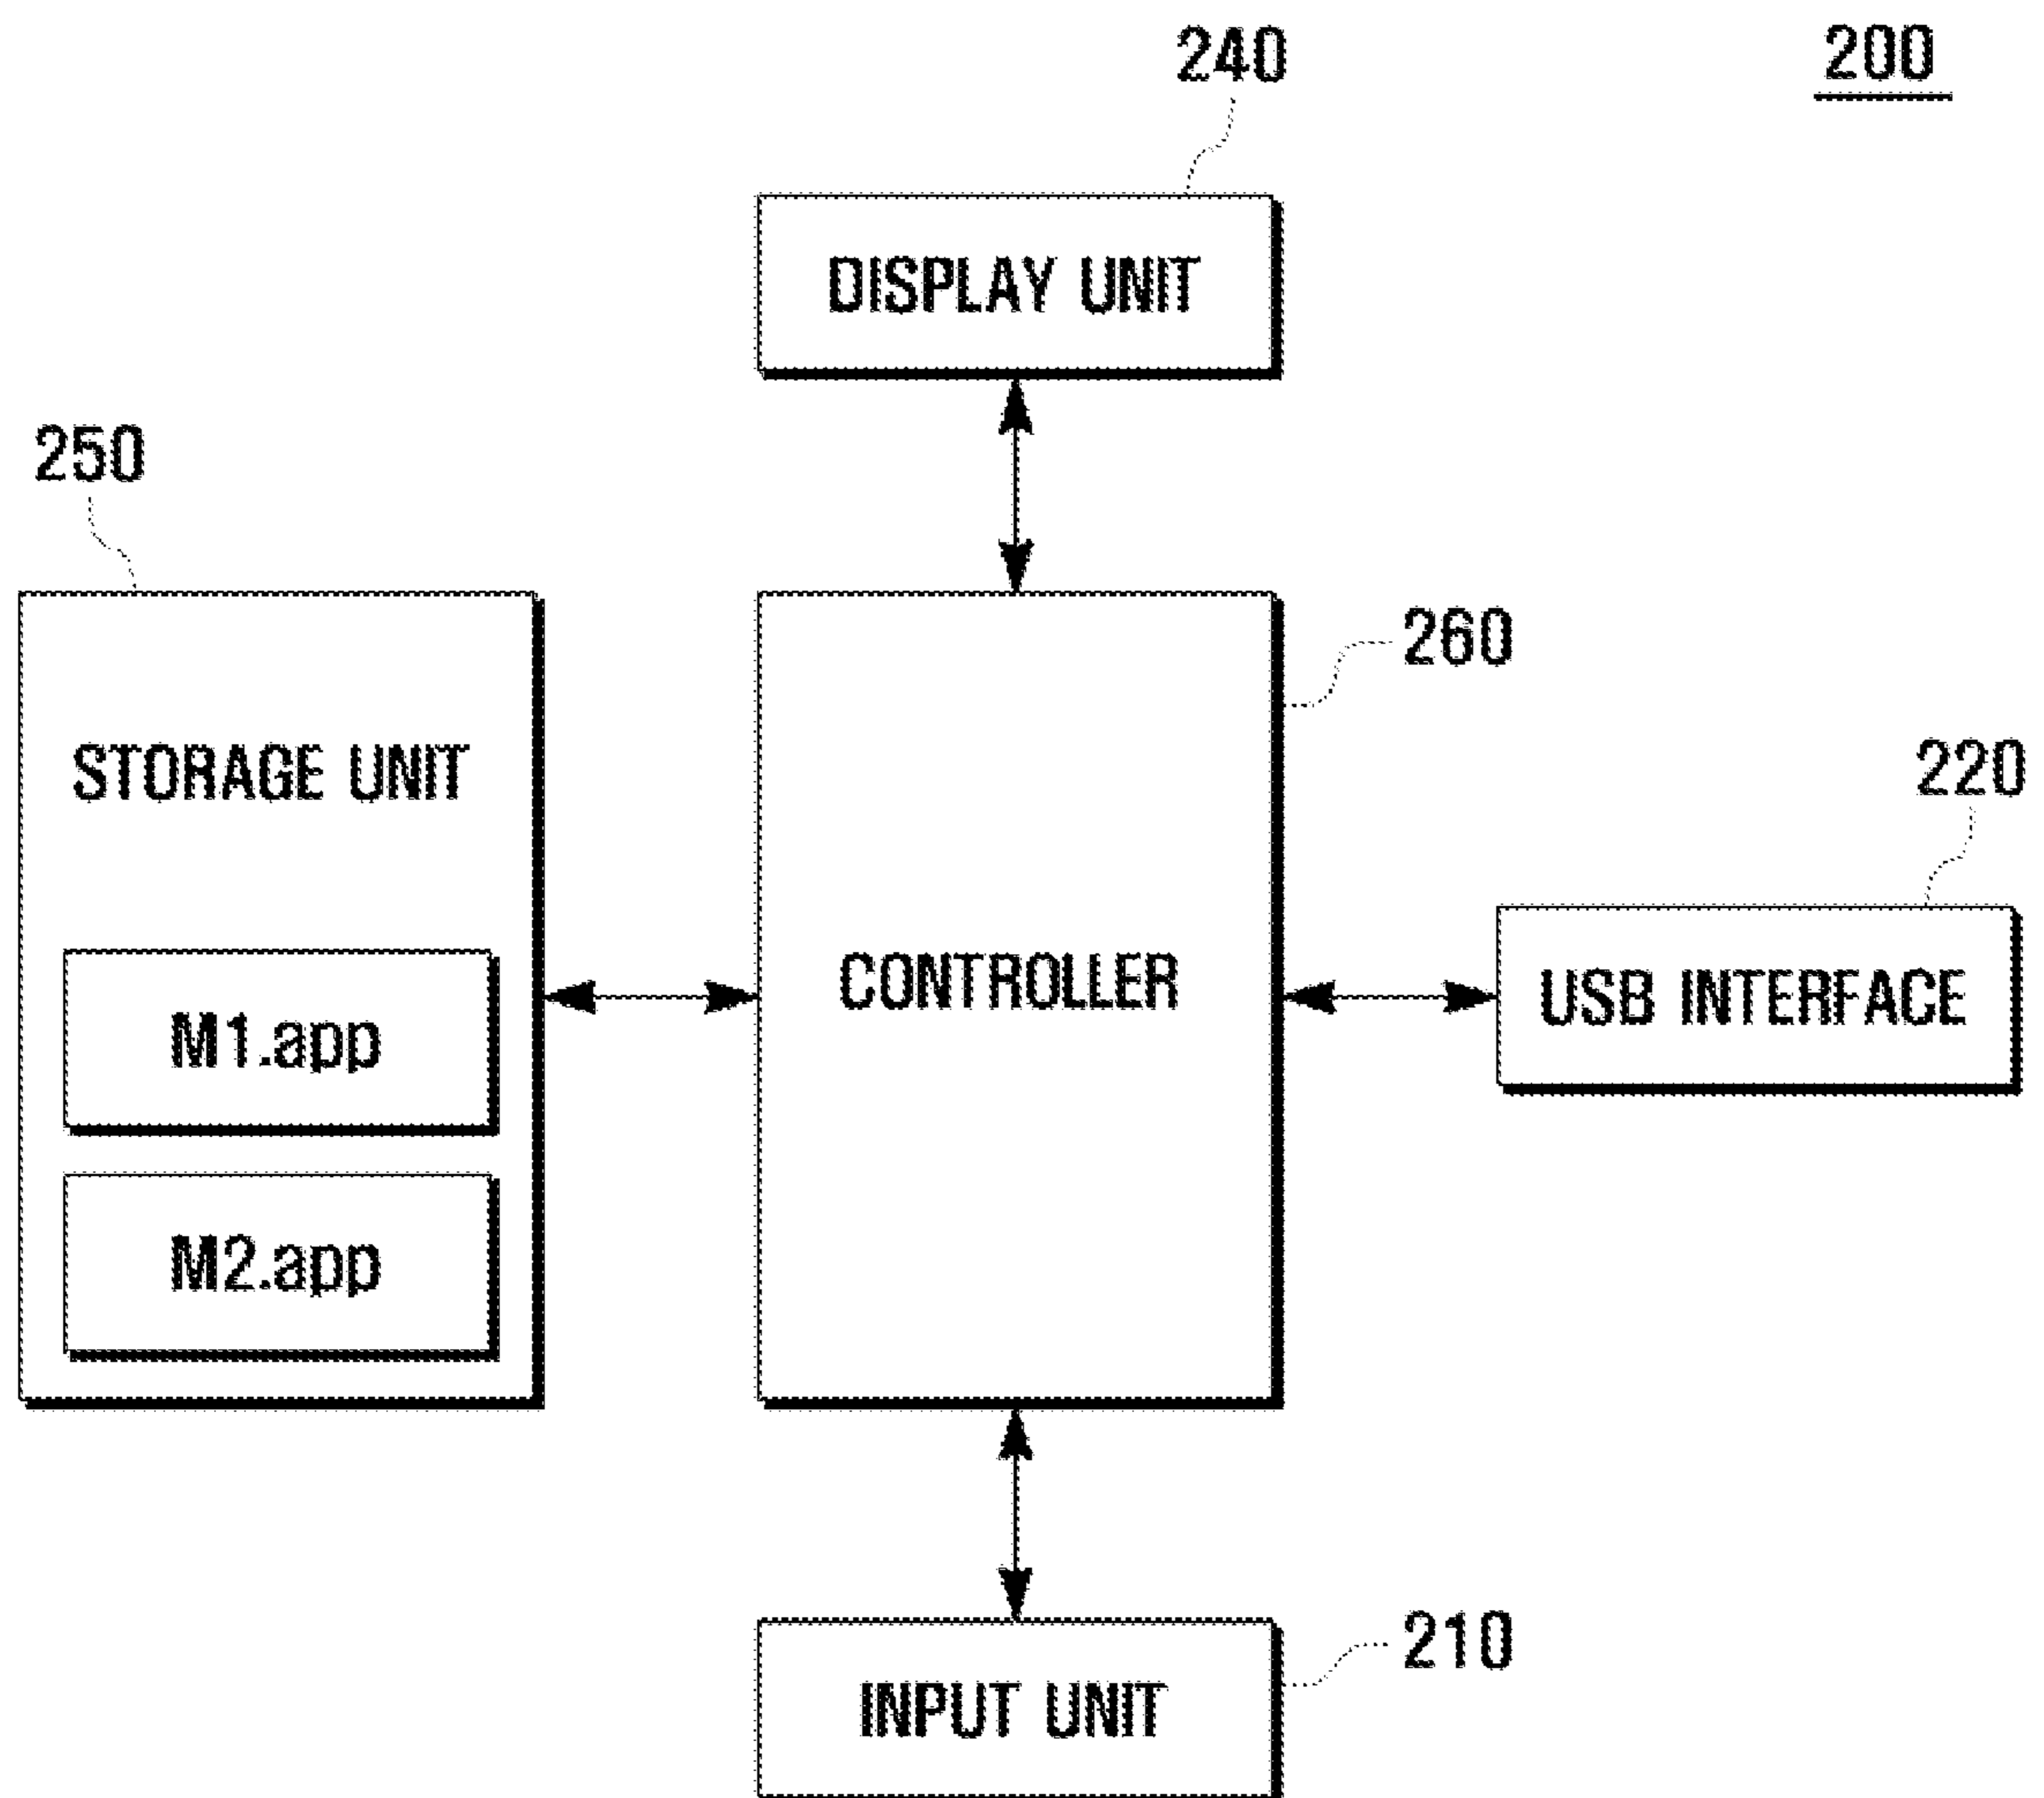 240
200
DISPLAY UNIT
250
260
STORAGE UNIT
220
CONTROLLER
USB INTERFACE
M1.app
M2.app
210
INPUT UNIT